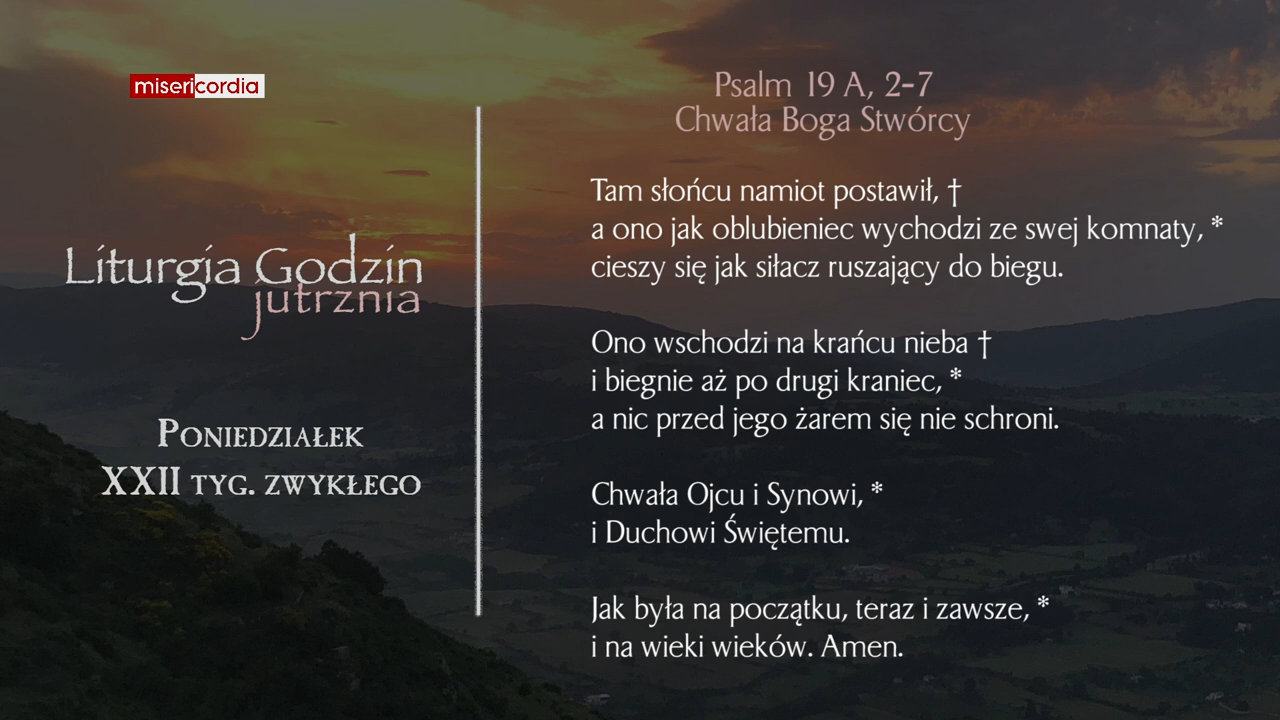 misericordia
Liturgia Godzin
jutrznia
Poniedziałek
XXII tyg. zwykłego
Psalm 19 A, 2-7
Chwała Boga Stwórcy
Tam słońcu namiot postawił, †
a ono jak oblubieniec wychodzi ze swej komnaty, *
cieszy się jak siłacz ruszający do biegu.
Ono wschodzi na krańcu nieba †
i biegnie aż po drugi kraniec, *
a nic przed jego żarem się nie schroni.
Chwała Ojcu i Synowi, *
i Duchowi Świętemu.
Jak była na początku, teraz i zawsze, *
i na wieki wieków. Amen.